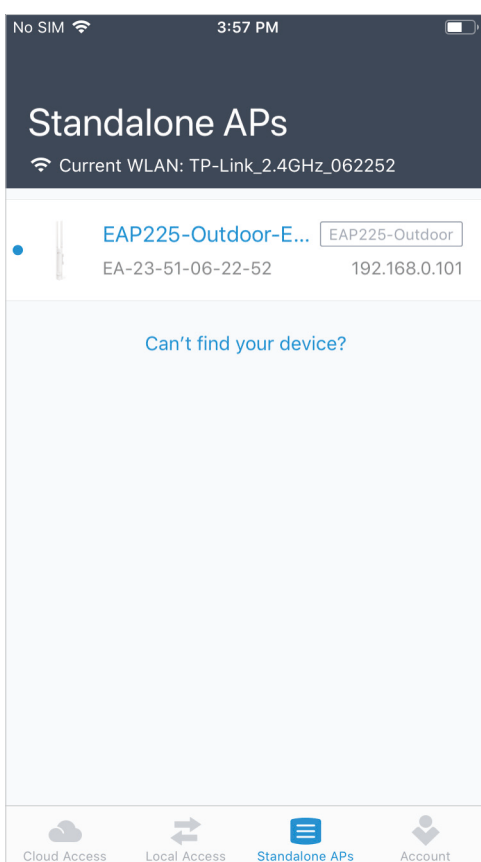 No SIM 3:57 PM
Standalone APs
Current WLAN: TP-Link_2.4GHz_062252
EAP225-Outdoor-E... EAP225-Outdoor
EA-23-51-06-22-52 192.168.0.101
Can't find your device?
Cloud Access Local Access Standalone APs Account